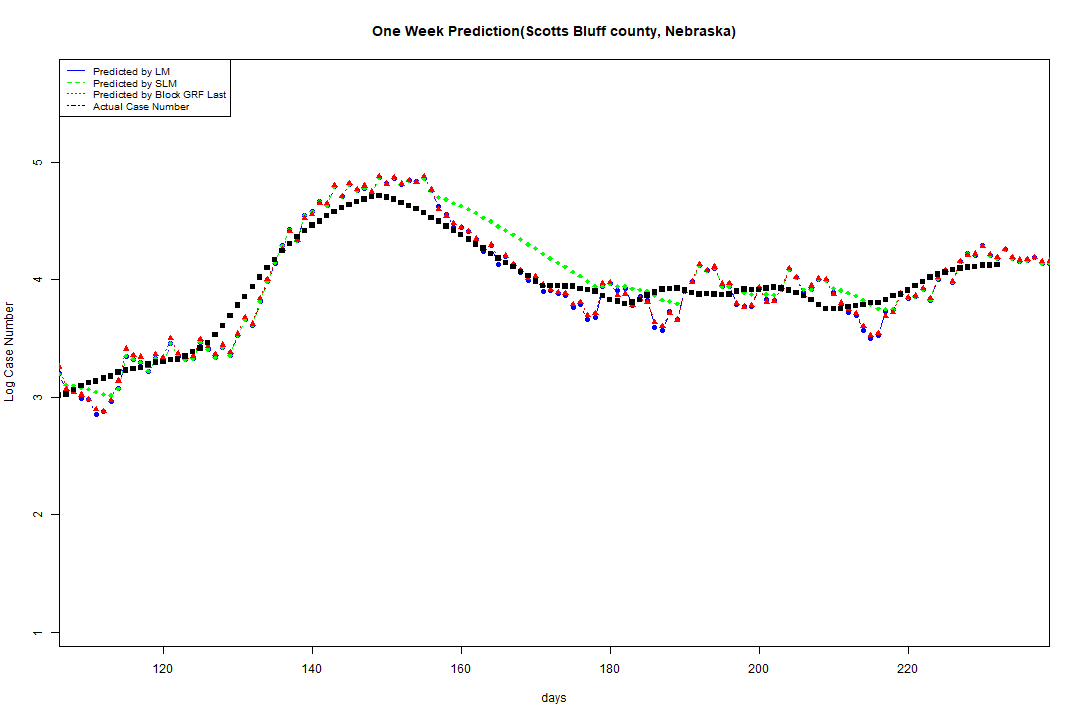 One Week Prediction(Scotts Bluff county, Nebraska)
Predicted by LM
Predicted by SLM
Predicted by Block GRF Last
Actual Case Number
5
4
3
2
1
Log Case Number
120 140 160 180 200 220
days